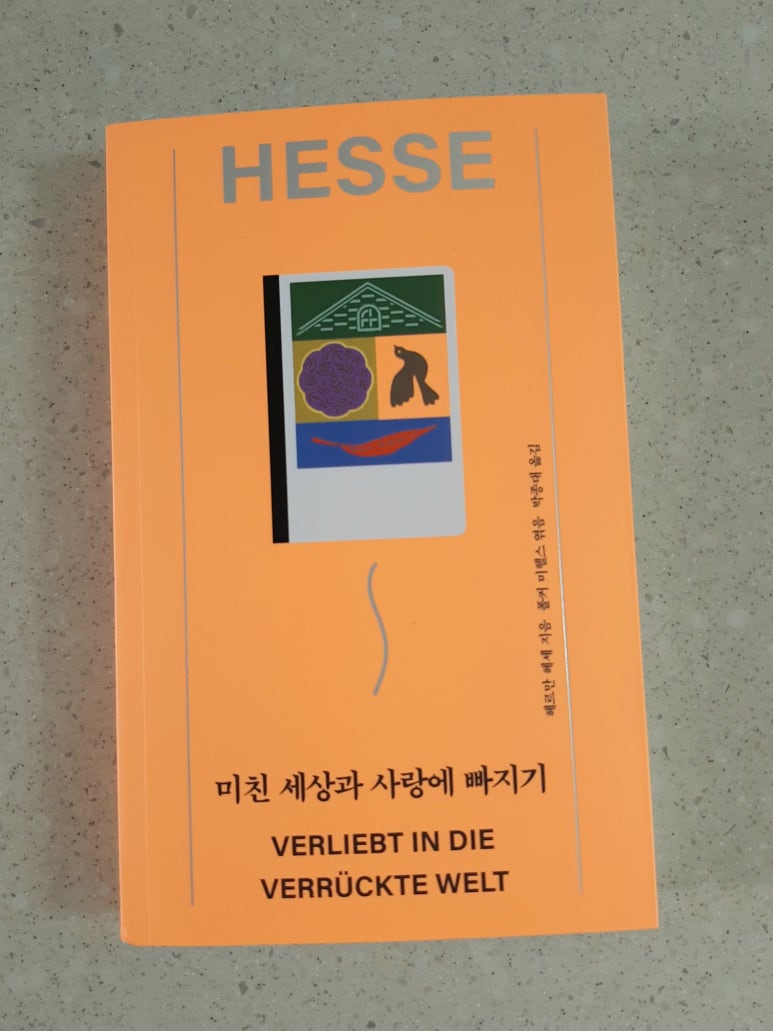 HESSE
헤르만 헤세 지음 폴커 미헬스 엮음 박종대 옮김
미친 세상과 사랑에 빠지기
VERLIEBT IN DIE
VERRÜCKTE WELT